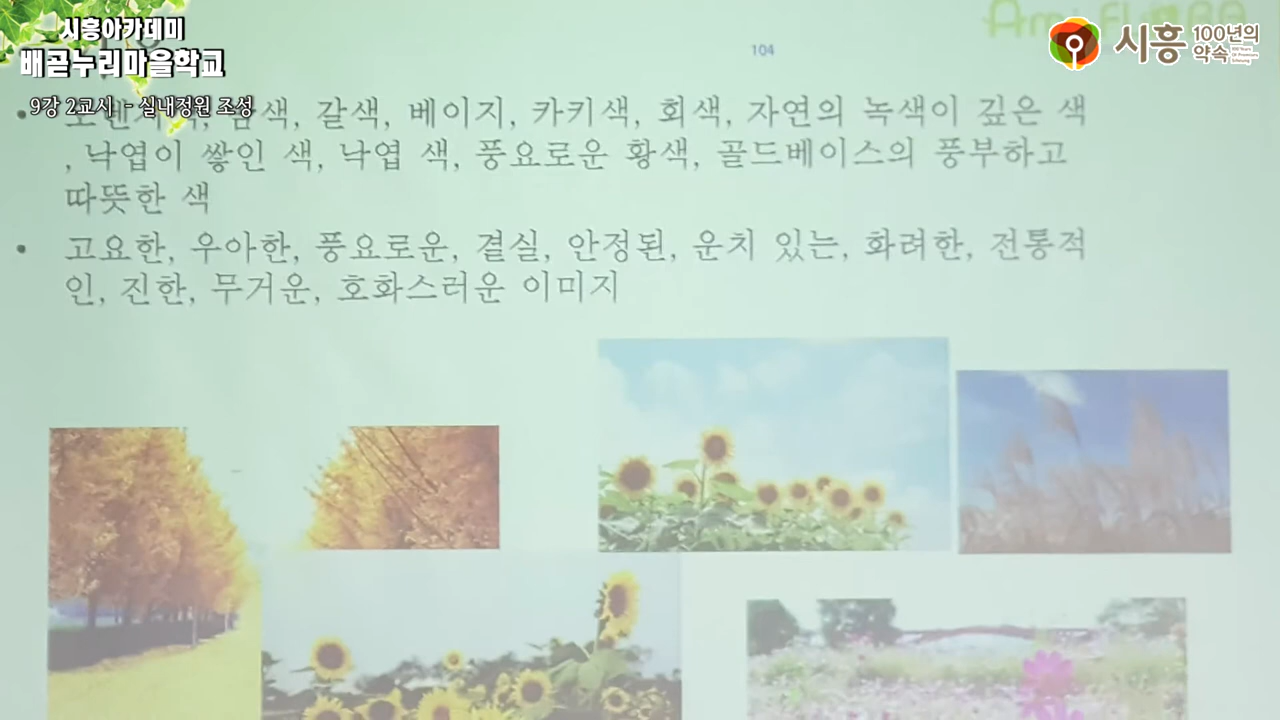 시흥아카데미
배곧누리마을학교
9강 2교시 - 실내정원 조성
104
시흥 100년의 약속
색, 갈색, 베이지, 카키색, 회색, 자연의 녹색이 깊은 색
, 낙엽이 쌓인 색, 낙엽 색, 풍요로운 황색, 골드베이스의 풍부하고
따뜻한 색
• 고요한, 우아한, 풍요로운, 결실, 안정된, 운치 있는, 화려한, 전통적
인, 진한, 무거운, 호화스러운 이미지